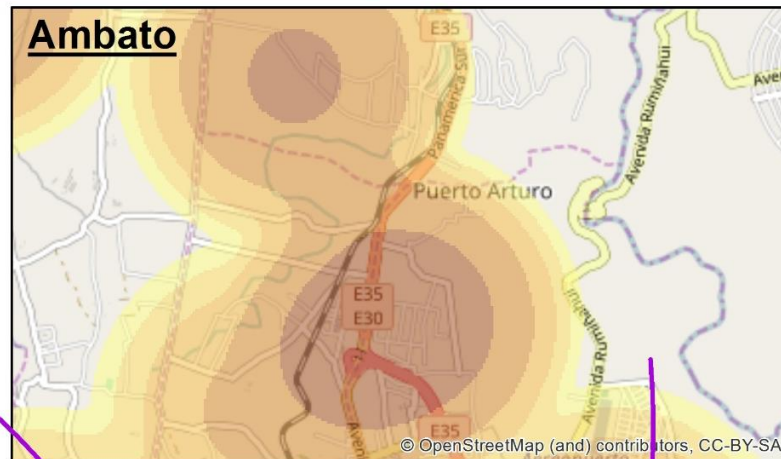 Ambato
E35
Panamerica Sur
Avenida Rumiñahui
Puerto Arturo
E35
E30
Avenida Rumiñahui
E35
© OpenStreetMap (and) contributors, CC-BY-SA